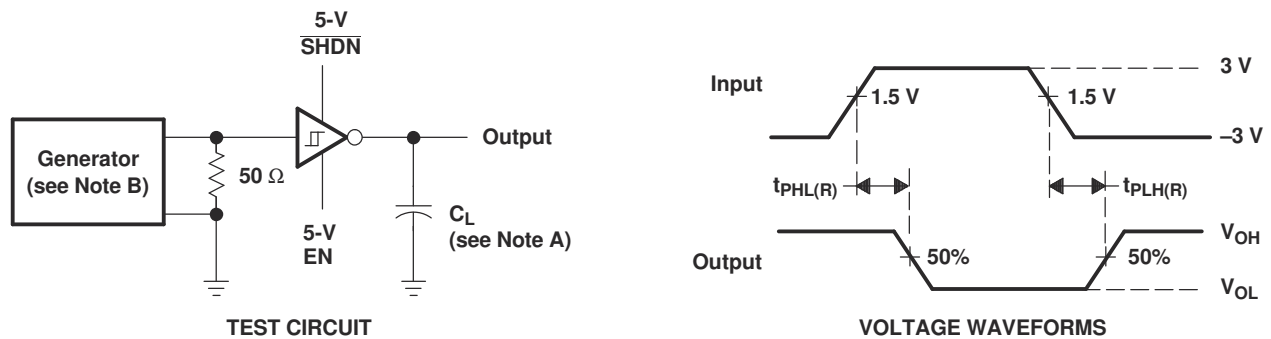 5-V
SHDN
Generator
(see Note B)
50 Ω
Output
5-V
EN
CL
(see Note A)
TEST CIRCUIT
Input
3 V
1.5 V
1.5 V
–3 V
tPHL(R)
tPLH(R)
Output
VOH
50%
50%
VOL
VOLTAGE WAVEFORMS